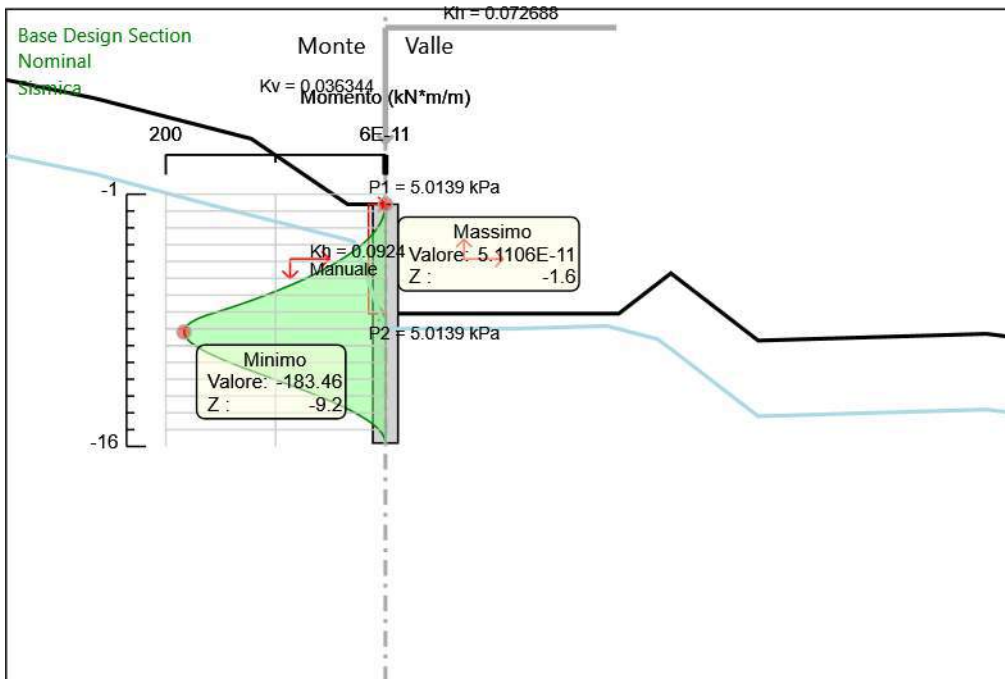 Kh = 0.072688
Base Design Section
Nominal
Sismica
Monte
Valle
Kv = 0.036344
Momento (kN*m/m)
200
6E-11
-1
P1 = 5.0139 kPa
Massimo
Valore: 5.1106E-11
Z : -1.6
Kh = 0.0924
Manuale
P2 = 5.0139 kPa
Minimo
Valore: -183.46
Z : -9.2
-16